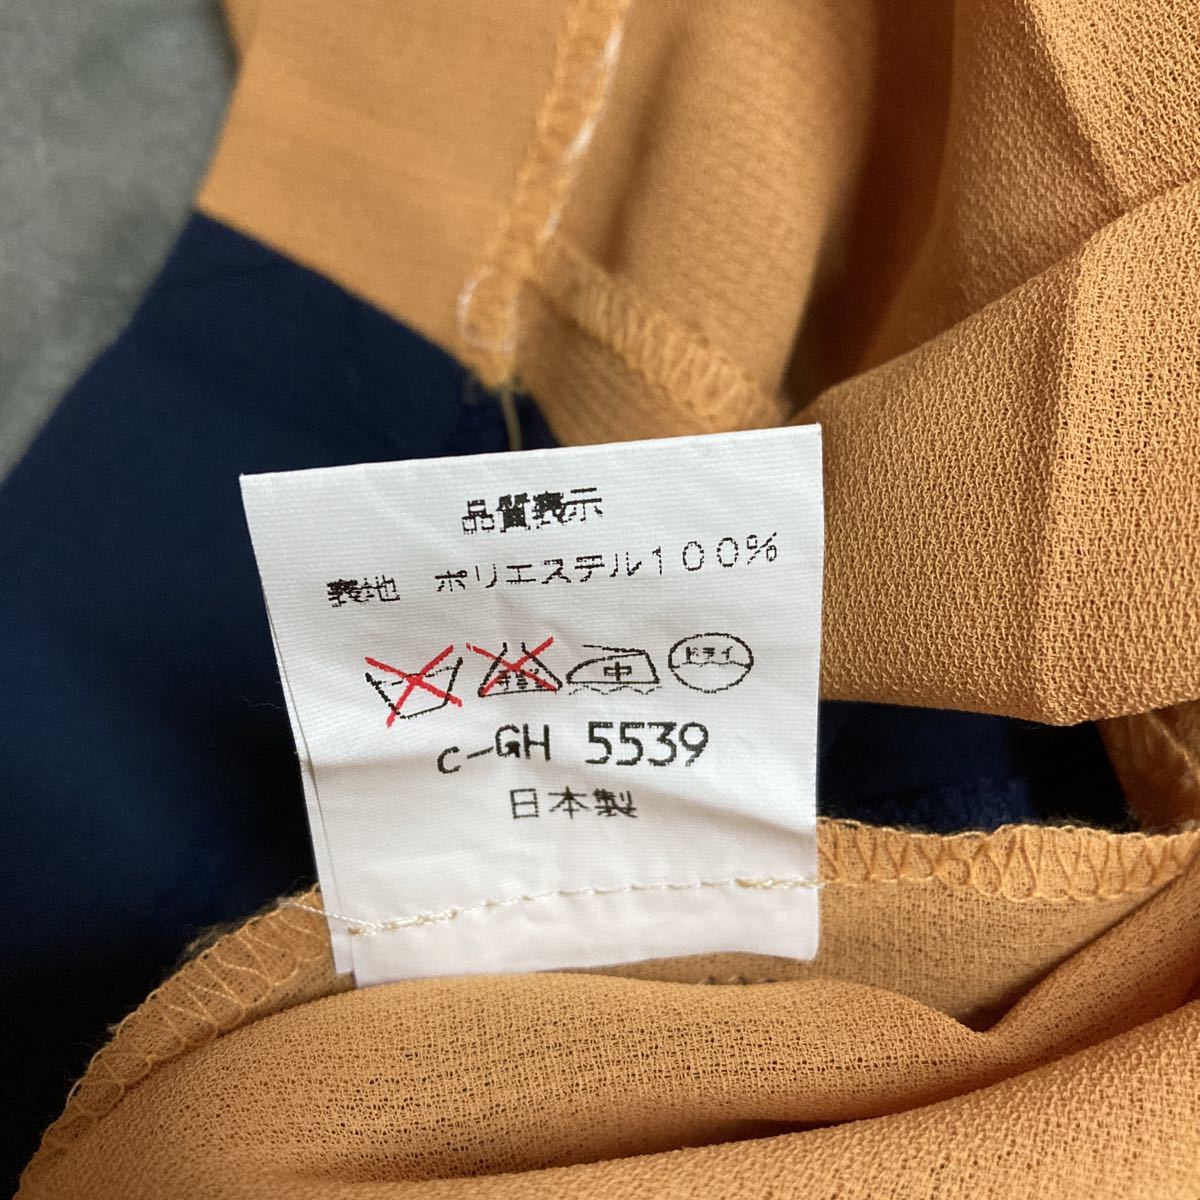 品質表示
表地 ポリエステル100%
中 ドライ
c-GH 5539
日本製